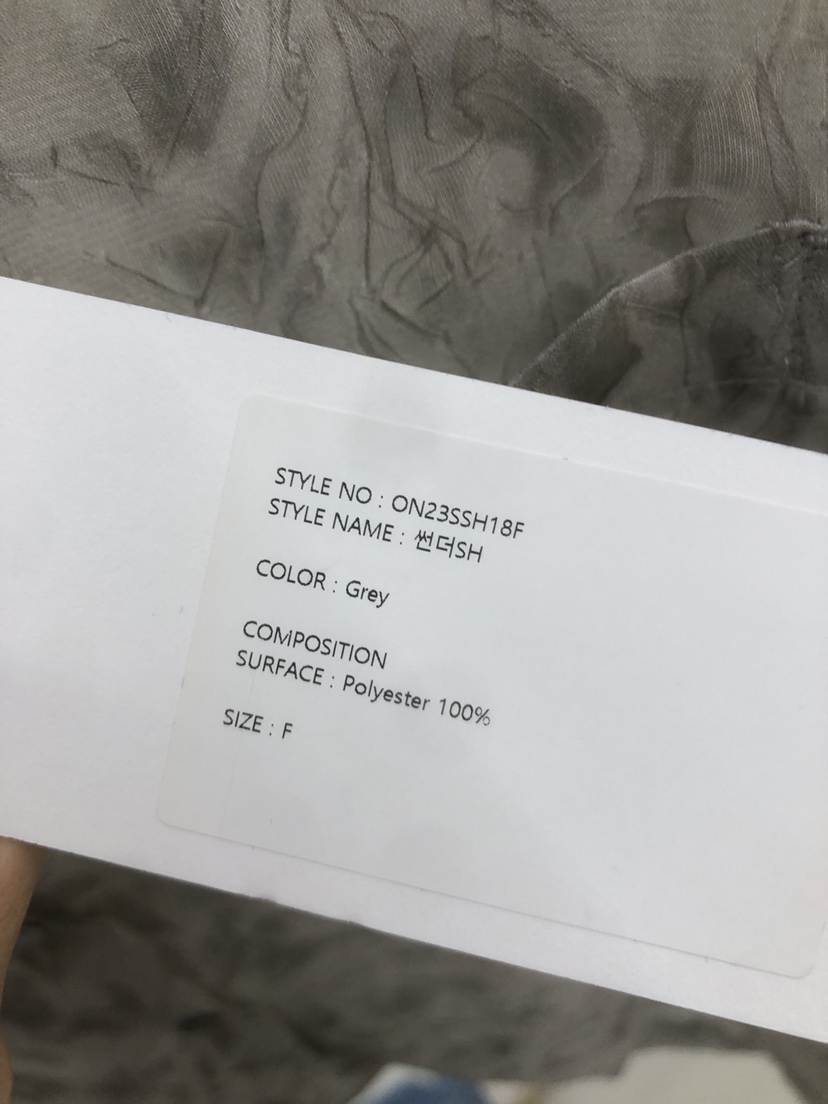 STYLE NO : ON23SSH18F
STYLE NAME : 썬더SH
COLOR : Grey
COMPOSITION
SURFACE : Polyester 100%
SIZE : F